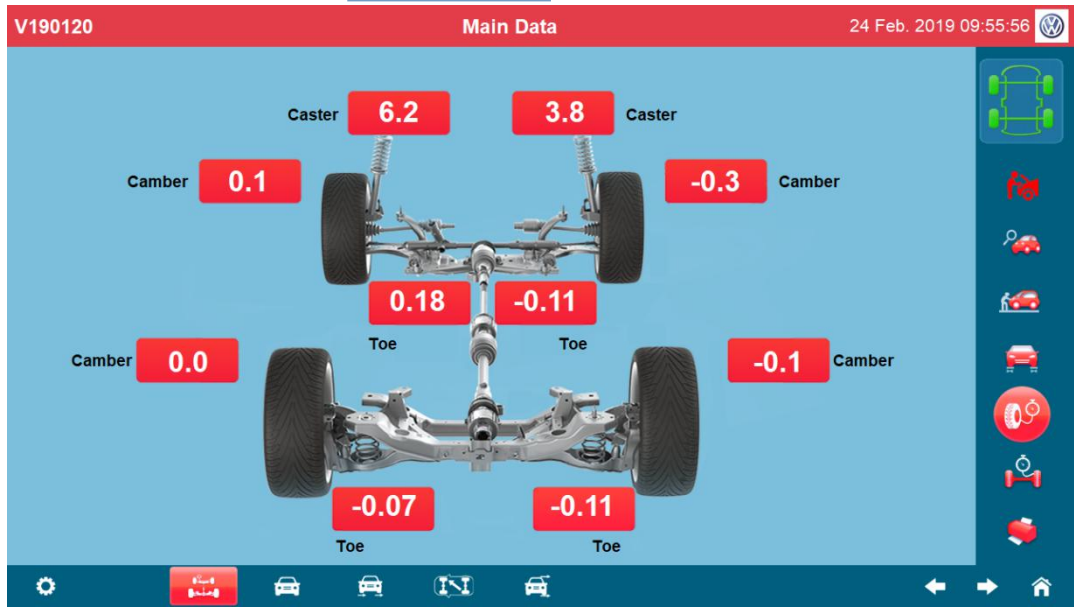 V190120 Main Data 24 Feb. 2019 09:55:56
Caster 6.2 3.8 Caster
Camber 0.1 -0.3 Camber
0.18 -0.11
Toe Toe
Camber 0.0 -0.1 Camber
-0.07 -0.11
Toe Toe